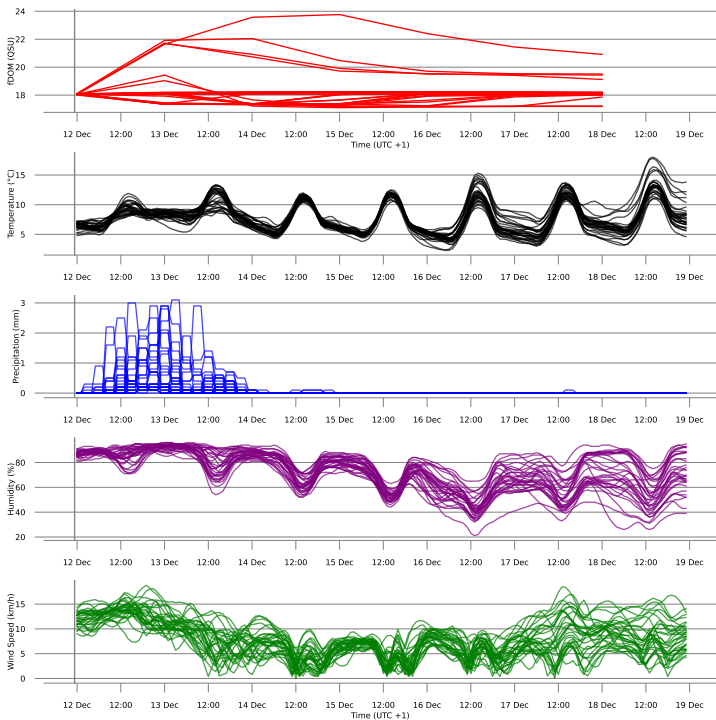 24
22
20
18
fDOM (QSU)
12 Dec 12:00 13 Dec 12:00 14 Dec 12:00 15 Dec 12:00 16 Dec 12:00 17 Dec 12:00 18 Dec 12:00 19 Dec
Time (UTC +1)
15
10
5
Temperature (°C)
12 Dec 12:00 13 Dec 12:00 14 Dec 12:00 15 Dec 12:00 16 Dec 12:00 17 Dec 12:00 18 Dec 12:00 19 Dec
3
2
1
0
Precipitation (mm)
12 Dec 12:00 13 Dec 12:00 14 Dec 12:00 15 Dec 12:00 16 Dec 12:00 17 Dec 12:00 18 Dec 12:00 19 Dec
80
60
40
20
Humidity (%)
12 Dec 12:00 13 Dec 12:00 14 Dec 12:00 15 Dec 12:00 16 Dec 12:00 17 Dec 12:00 18 Dec 12:00 19 Dec
15
10
5
0
Wind Speed (km/h)
12 Dec 12:00 13 Dec 12:00 14 Dec 12:00 15 Dec 12:00 16 Dec 12:00 17 Dec 12:00 18 Dec 12:00 19 Dec
Time (UTC +1)